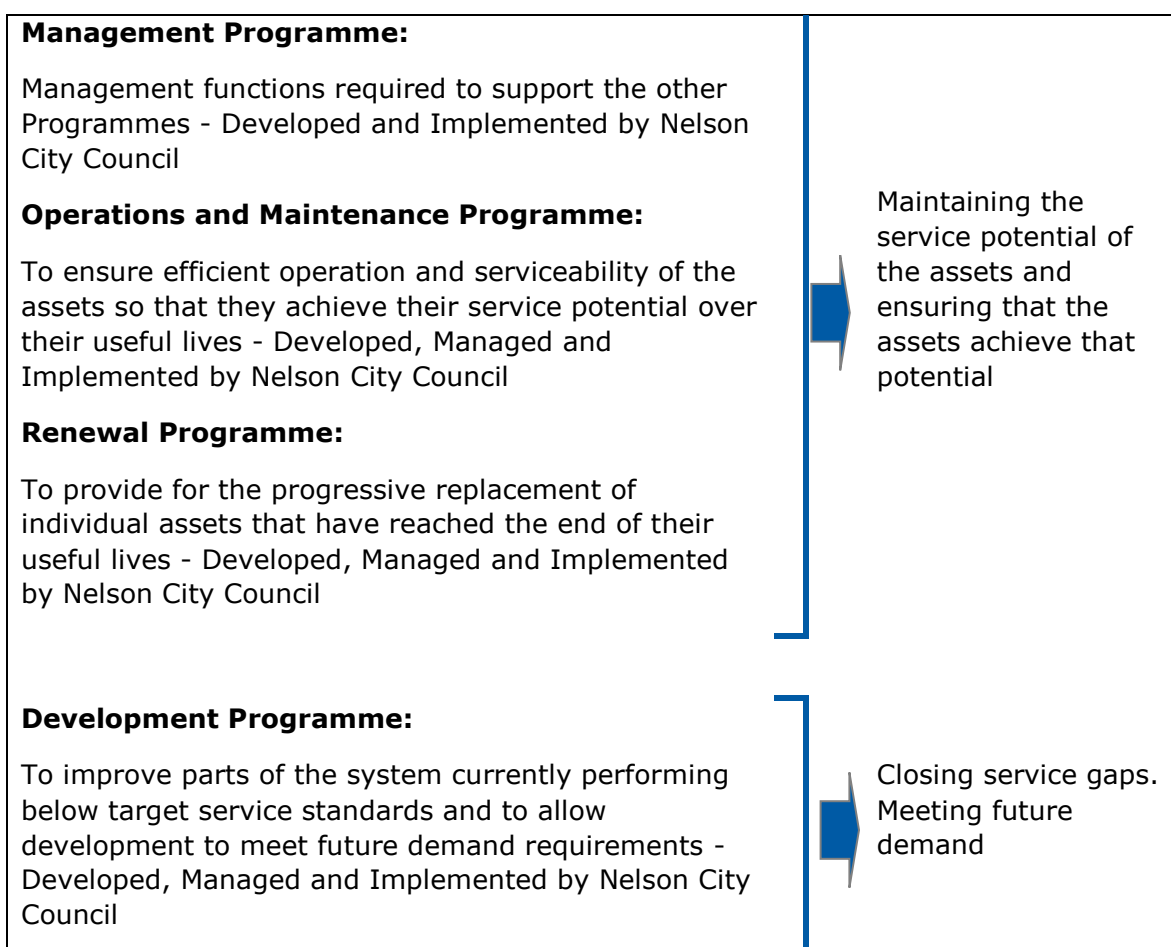 Management Programme:
Management functions required to support the other
Programmes - Developed and Implemented by Nelson
City Council
Operations and Maintenance Programme:
To ensure efficient operation and serviceability of the
assets so that they achieve their service potential over
their useful lives - Developed, Managed and
Implemented by Nelson City Council
Renewal Programme:
To provide for the progressive replacement of
individual assets that have reached the end of their
useful lives - Developed, Managed and Implemented
by Nelson City Council
Maintaining the
service potential of
the assets and
ensuring that the
assets achieve that
potential
Development Programme:
To improve parts of the system currently performing
below target service standards and to allow
development to meet future demand requirements -
Developed, Managed and Implemented by Nelson City
Council
Closing service gaps.
Meeting future
demand